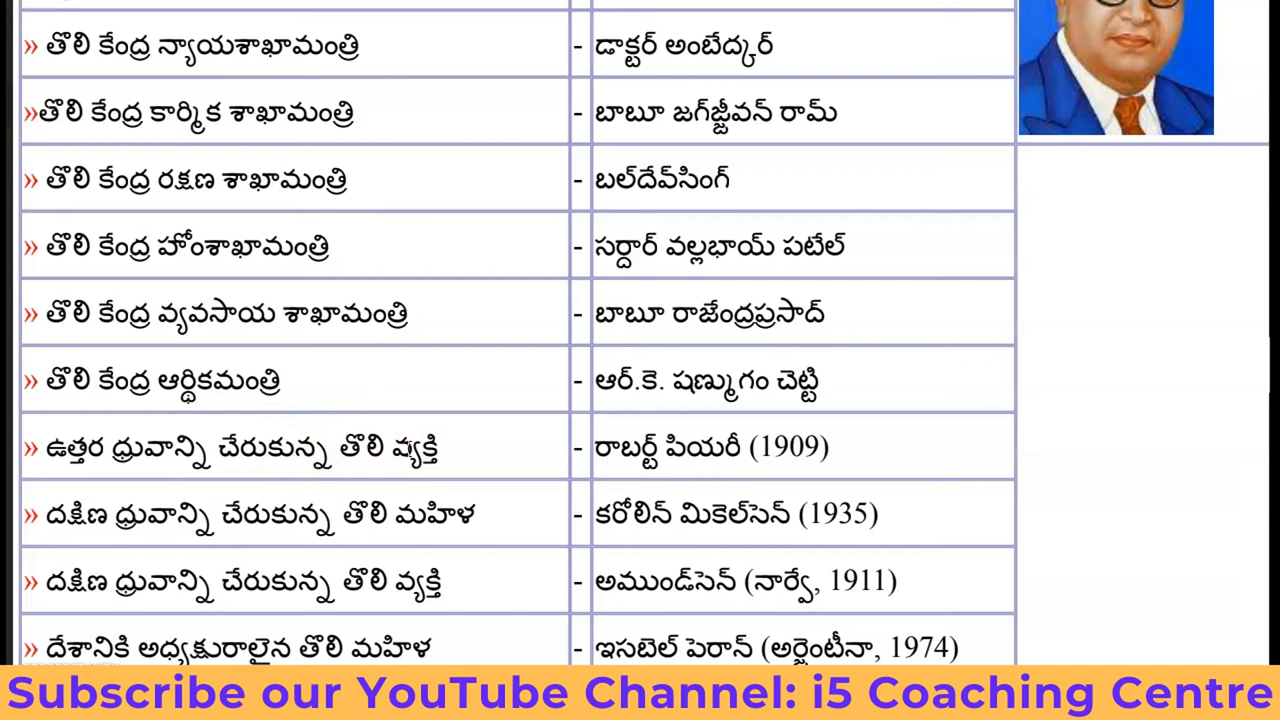 » తొలి కేంద్ర న్యాయశాఖామంత్రి - డాక్టర్ అంబేద్కర్
»తొలి కేంద్ర కార్మిక శాఖామంత్రి - బాబూ జగ్‌జ్జీవన్ రామ్
» తొలి కేంద్ర రక్షణ శాఖామంత్రి - బల్‌దేవ్‌సింగ్
» తొలి కేంద్ర హోంశాఖామంత్రి - సర్దార్ వల్లభాయ్ పటేల్
» తొలి కేంద్ర వ్యవసాయ శాఖామంత్రి - బాబూ రాజేంద్రప్రసాద్
» తొలి కేంద్ర ఆర్థికమంత్రి - ఆర్.కె. షణ్ముగం చెట్టి
» ఉత్తర ధ్రువాన్ని చేరుకున్న తొలి వ్యక్తి - రాబర్ట్ పియరీ (1909)
» దక్షిణ ధ్రువాన్ని చేరుకున్న తొలి మహిళ - కరోలిన్ మికెల్‌సెన్ (1935)
» దక్షిణ ధ్రువాన్ని చేరుకున్న తొలి వ్యక్తి - అముండ్‌సెన్ (నార్వే, 1911)
» దేశానికి అధ్యక్షురాలైన తొలి మహిళ - ఇసబెల్ పెరాన్ (అర్జెంటీనా, 1974)
Subscribe our YouTube Channel: i5 Coaching Centre